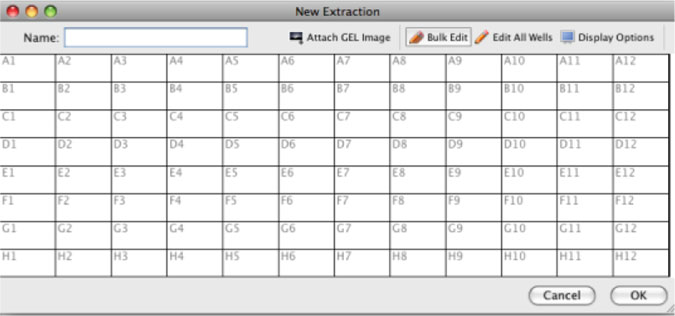 New Extraction
Name: Attach GEL Image Bulk Edit Edit All Wells Display Options
A1 A2 A3 A4 A5 A6 A7 A8 A9 A10 A11 A12
B1 B2 B3 B4 B5 B6 B7 B8 B9 B10 B11 B12
C1 C2 C3 C4 C5 C6 C7 C8 C9 C10 C11 C12
D1 D2 D3 D4 D5 D6 D7 D8 D9 D10 D11 D12
E1 E2 E3 E4 E5 E6 E7 E8 E9 E10 E11 E12
F1 F2 F3 F4 F5 F6 F7 F8 F9 F10 F11 F12
G1 G2 G3 G4 G5 G6 G7 G8 G9 G10 G11 G12
H1 H2 H3 H4 H5 H6 H7 H8 H9 H10 H11 H12
Cancel OK